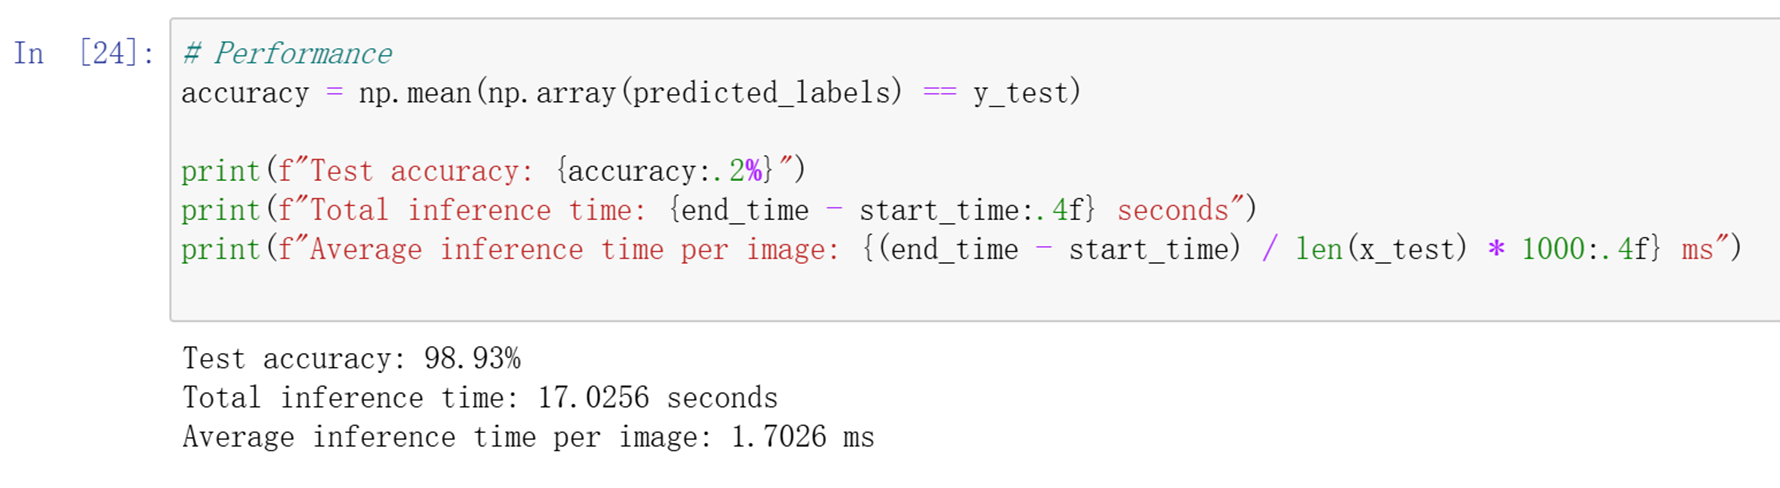 In [24]:
# Performance
accuracy = np.mean(np.array(predicted_labels) == y_test)
print(f"Test accuracy: {accuracy:.2%}")
print(f"Total inference time: {end_time - start_time:.4f} seconds")
print(f"Average inference time per image: {(end_time - start_time) / len(x_test) * 1000:.4f} ms")
Test accuracy: 98.93%
Total inference time: 17.0256 seconds
Average inference time per image: 1.7026 ms